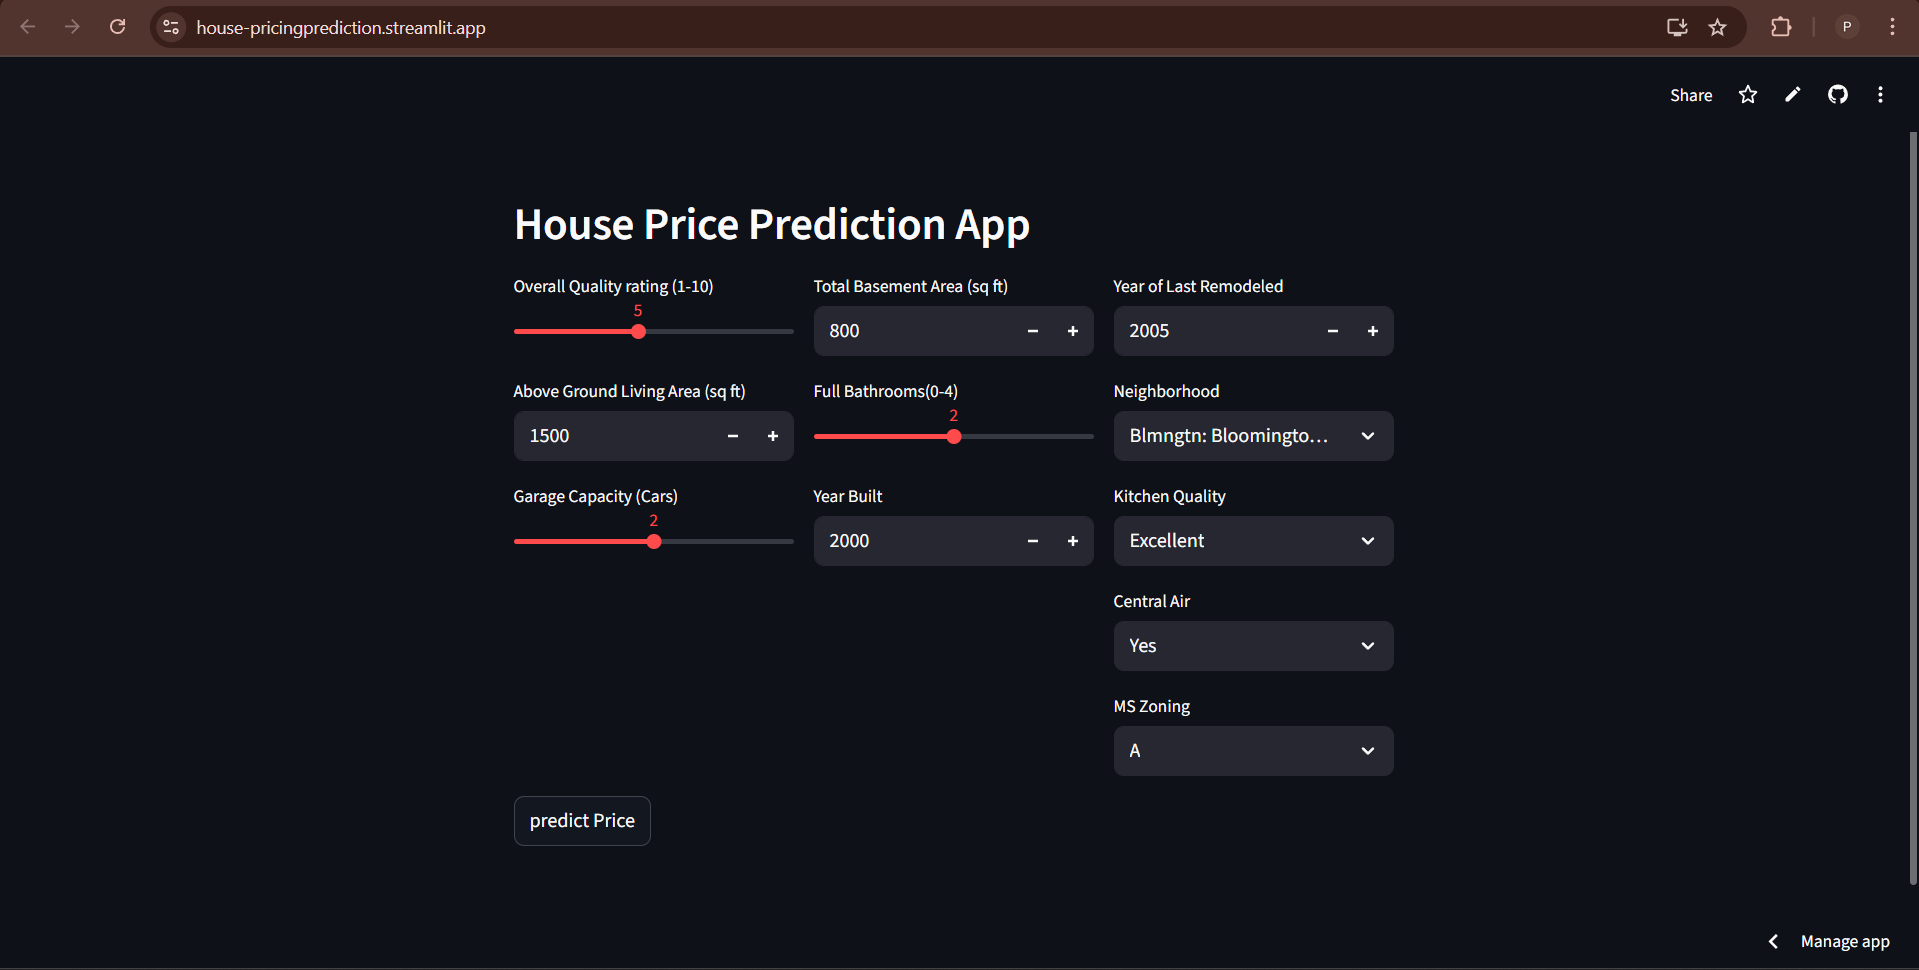 house-pricingprediction.streamlit.app
P
Share
House Price Prediction App
Overall Quality rating (1-10)
5
Above Ground Living Area (sq ft)
1500
Garage Capacity (Cars)
2
Total Basement Area (sq ft)
800
Full Bathrooms(0-4)
2
Year Built
2000
Year of Last Remodeled
2005
Neighborhood
Blmngtn: Bloomingto...
Kitchen Quality
Excellent
Central Air
Yes
MS Zoning
A
predict Price
Manage app